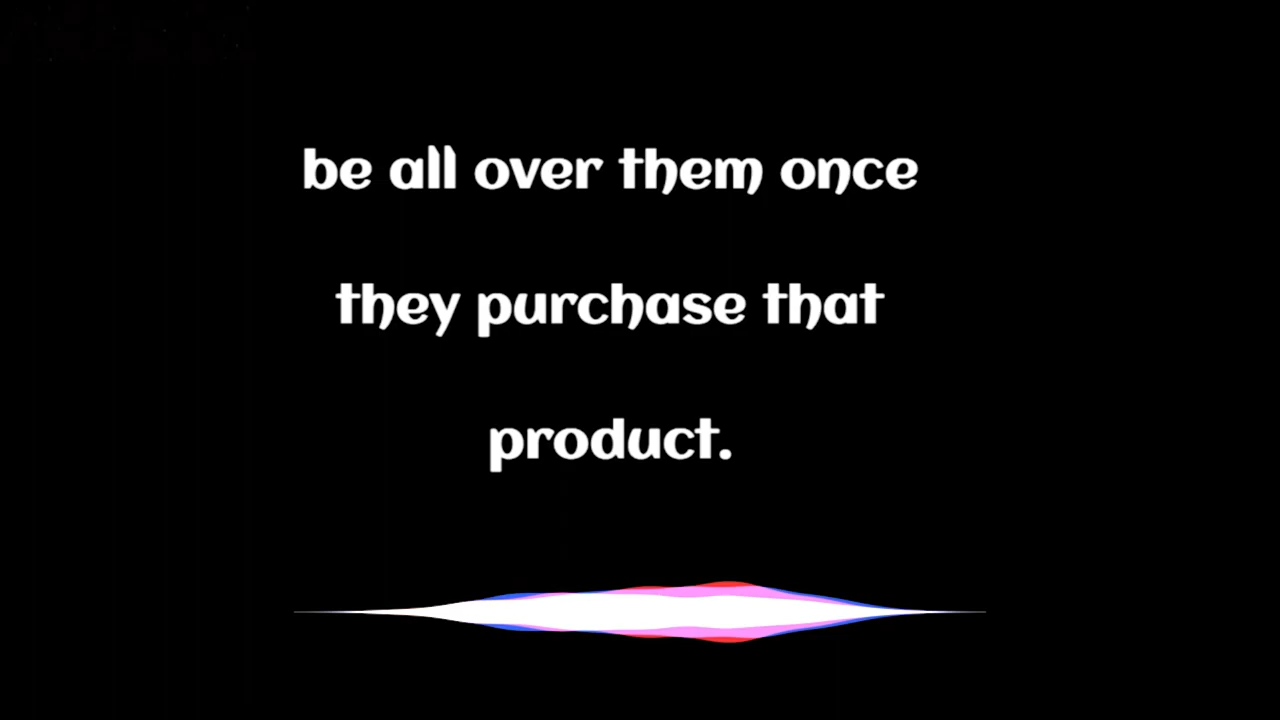 be all over them once
they purchase that
product.